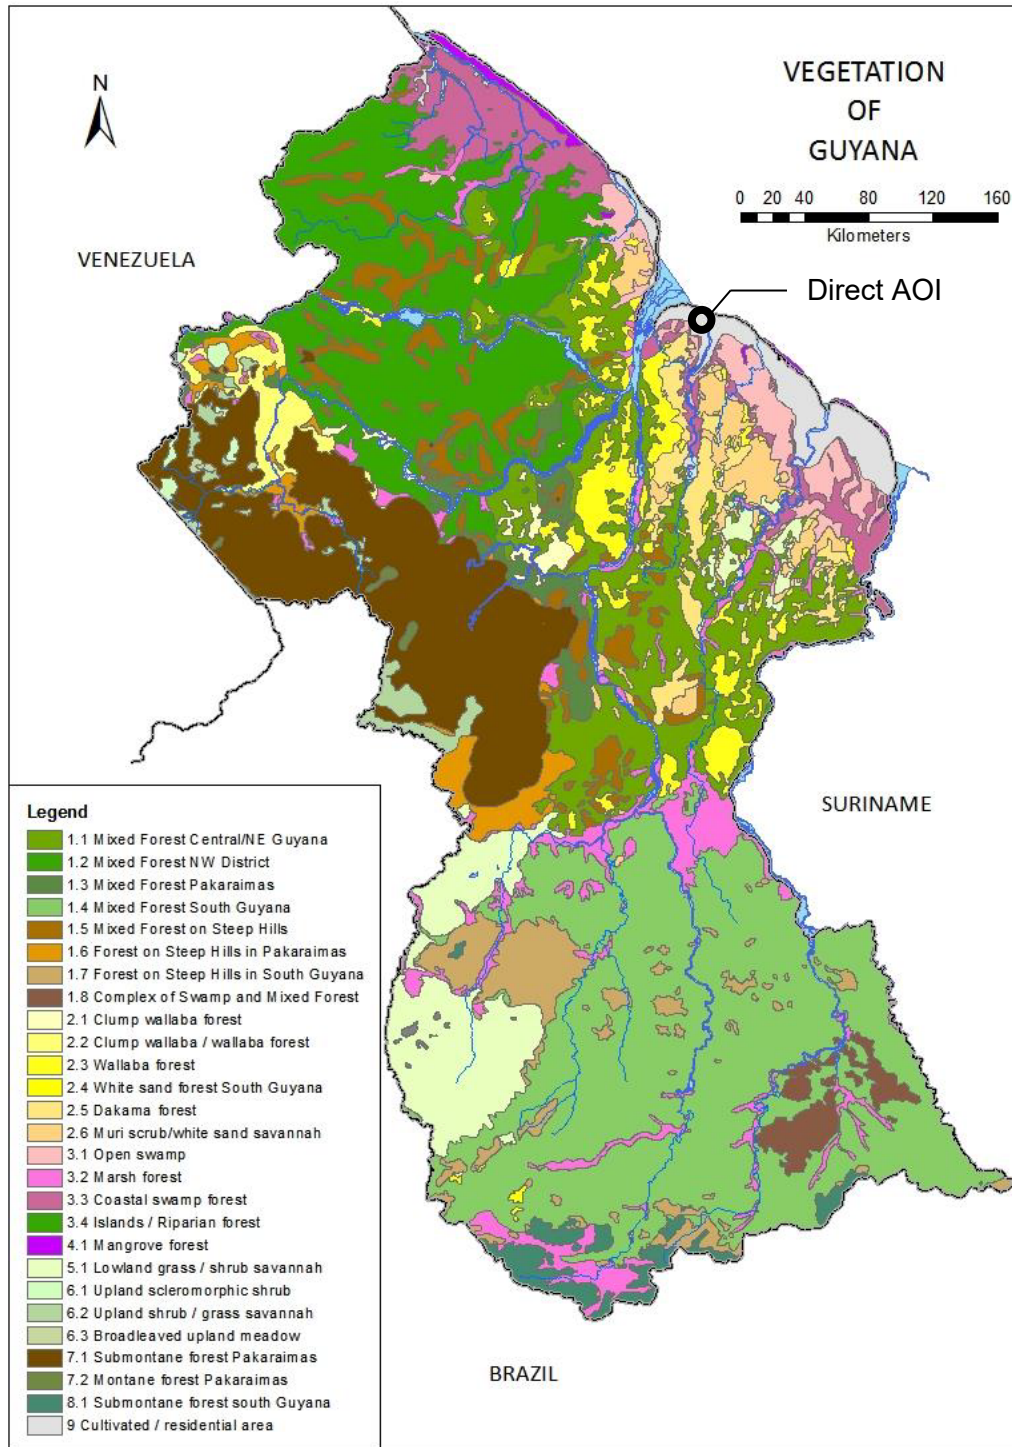 VEGETATION
OF
GUYANA
N
0 20 40 80 120 160
Kilometers
VENEZUELA
Direct AOI
SURINAME
BRAZIL
Legend
1.1 Mixed Forest Central/NE Guyana
1.2 Mixed Forest NW District
1.3 Mixed Forest Pakaraimas
1.4 Mixed Forest South Guyana
1.5 Mixed Forest on Steep Hills
1.6 Forest on Steep Hills in Pakaraimas
1.7 Forest on Steep Hills in South Guyana
1.8 Complex of Swamp and Mixed Forest
2.1 Clump wallaba forest
2.2 Clump wallaba / wallaba forest
2.3 Wallaba forest
2.4 White sand forest South Guyana
2.5 Dakama forest
2.6 Muri scrub/white sand savannah
3.1 Open swamp
3.2 Marsh forest
3.3 Coastal swamp forest
3.4 Islands / Riparian forest
4.1 Mangrove forest
5.1 Lowland grass / shrub savannah
6.1 Upland scleromorphic shrub
6.2 Upland shrub / grass savannah
6.3 Broadleaved upland meadow
7.1 Submontane forest Pakaraimas
7.2 Montane forest Pakaraimas
8.1 Submontane forest south Guyana
9 Cultivated / residential area